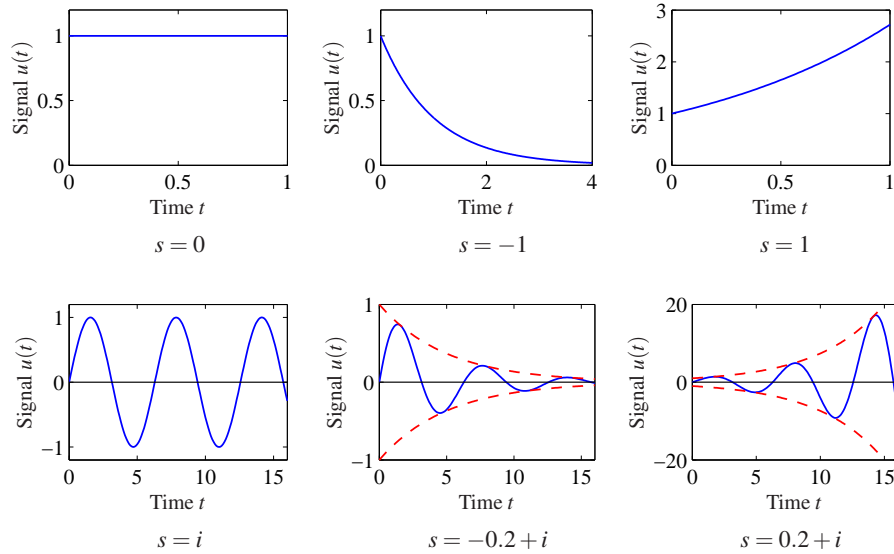 Signal u(t)
1
0.5
0
0
0.5
1
Time t
s = 0
Signal u(t)
1
0.5
0
0
2
4
Time t
s = −1
Signal u(t)
3
2
1
0
0
1
Time t
s = 1
Signal u(t)
1
0
−1
0
5
10
15
Time t
s = i
Signal u(t)
1
0
−1
0
5
10
15
Time t
s = −0.2 + i
Signal u(t)
20
0
−20
0
5
10
15
Time t
s = 0.2 + i